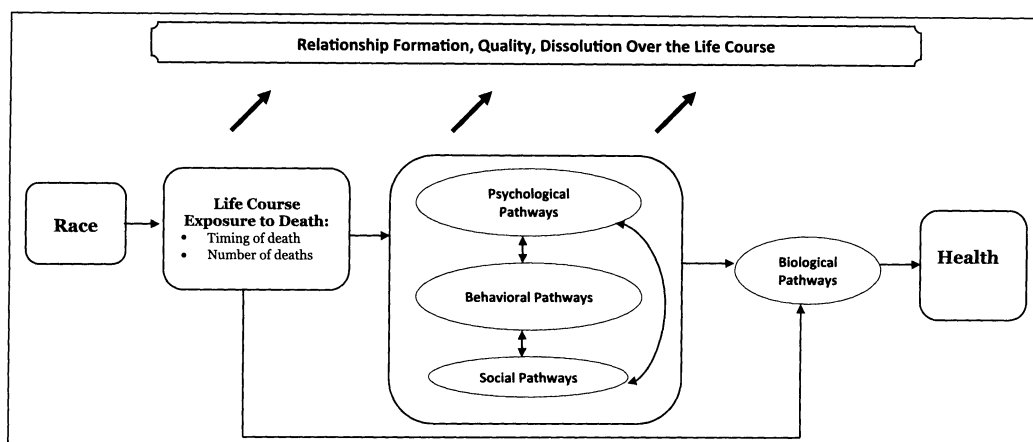 Relationship Formation, Quality, Dissolution Over the Life Course
Race
Life Course
Exposure to Death:
• Timing of death
• Number of deaths
Psychological
Pathways
Behavioral Pathways
Social Pathways
Biological
Pathways
Health